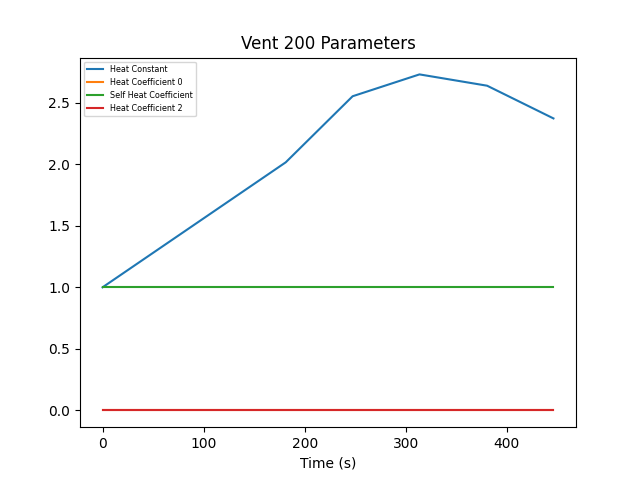 Vent 200 Parameters
Heat Constant
Heat Coefficient 0
Self Heat Coefficient
Heat Coefficient 2
2.5
2.0
1.5
1.0
0.5
0.0
0 100 200 300 400
Time (s)